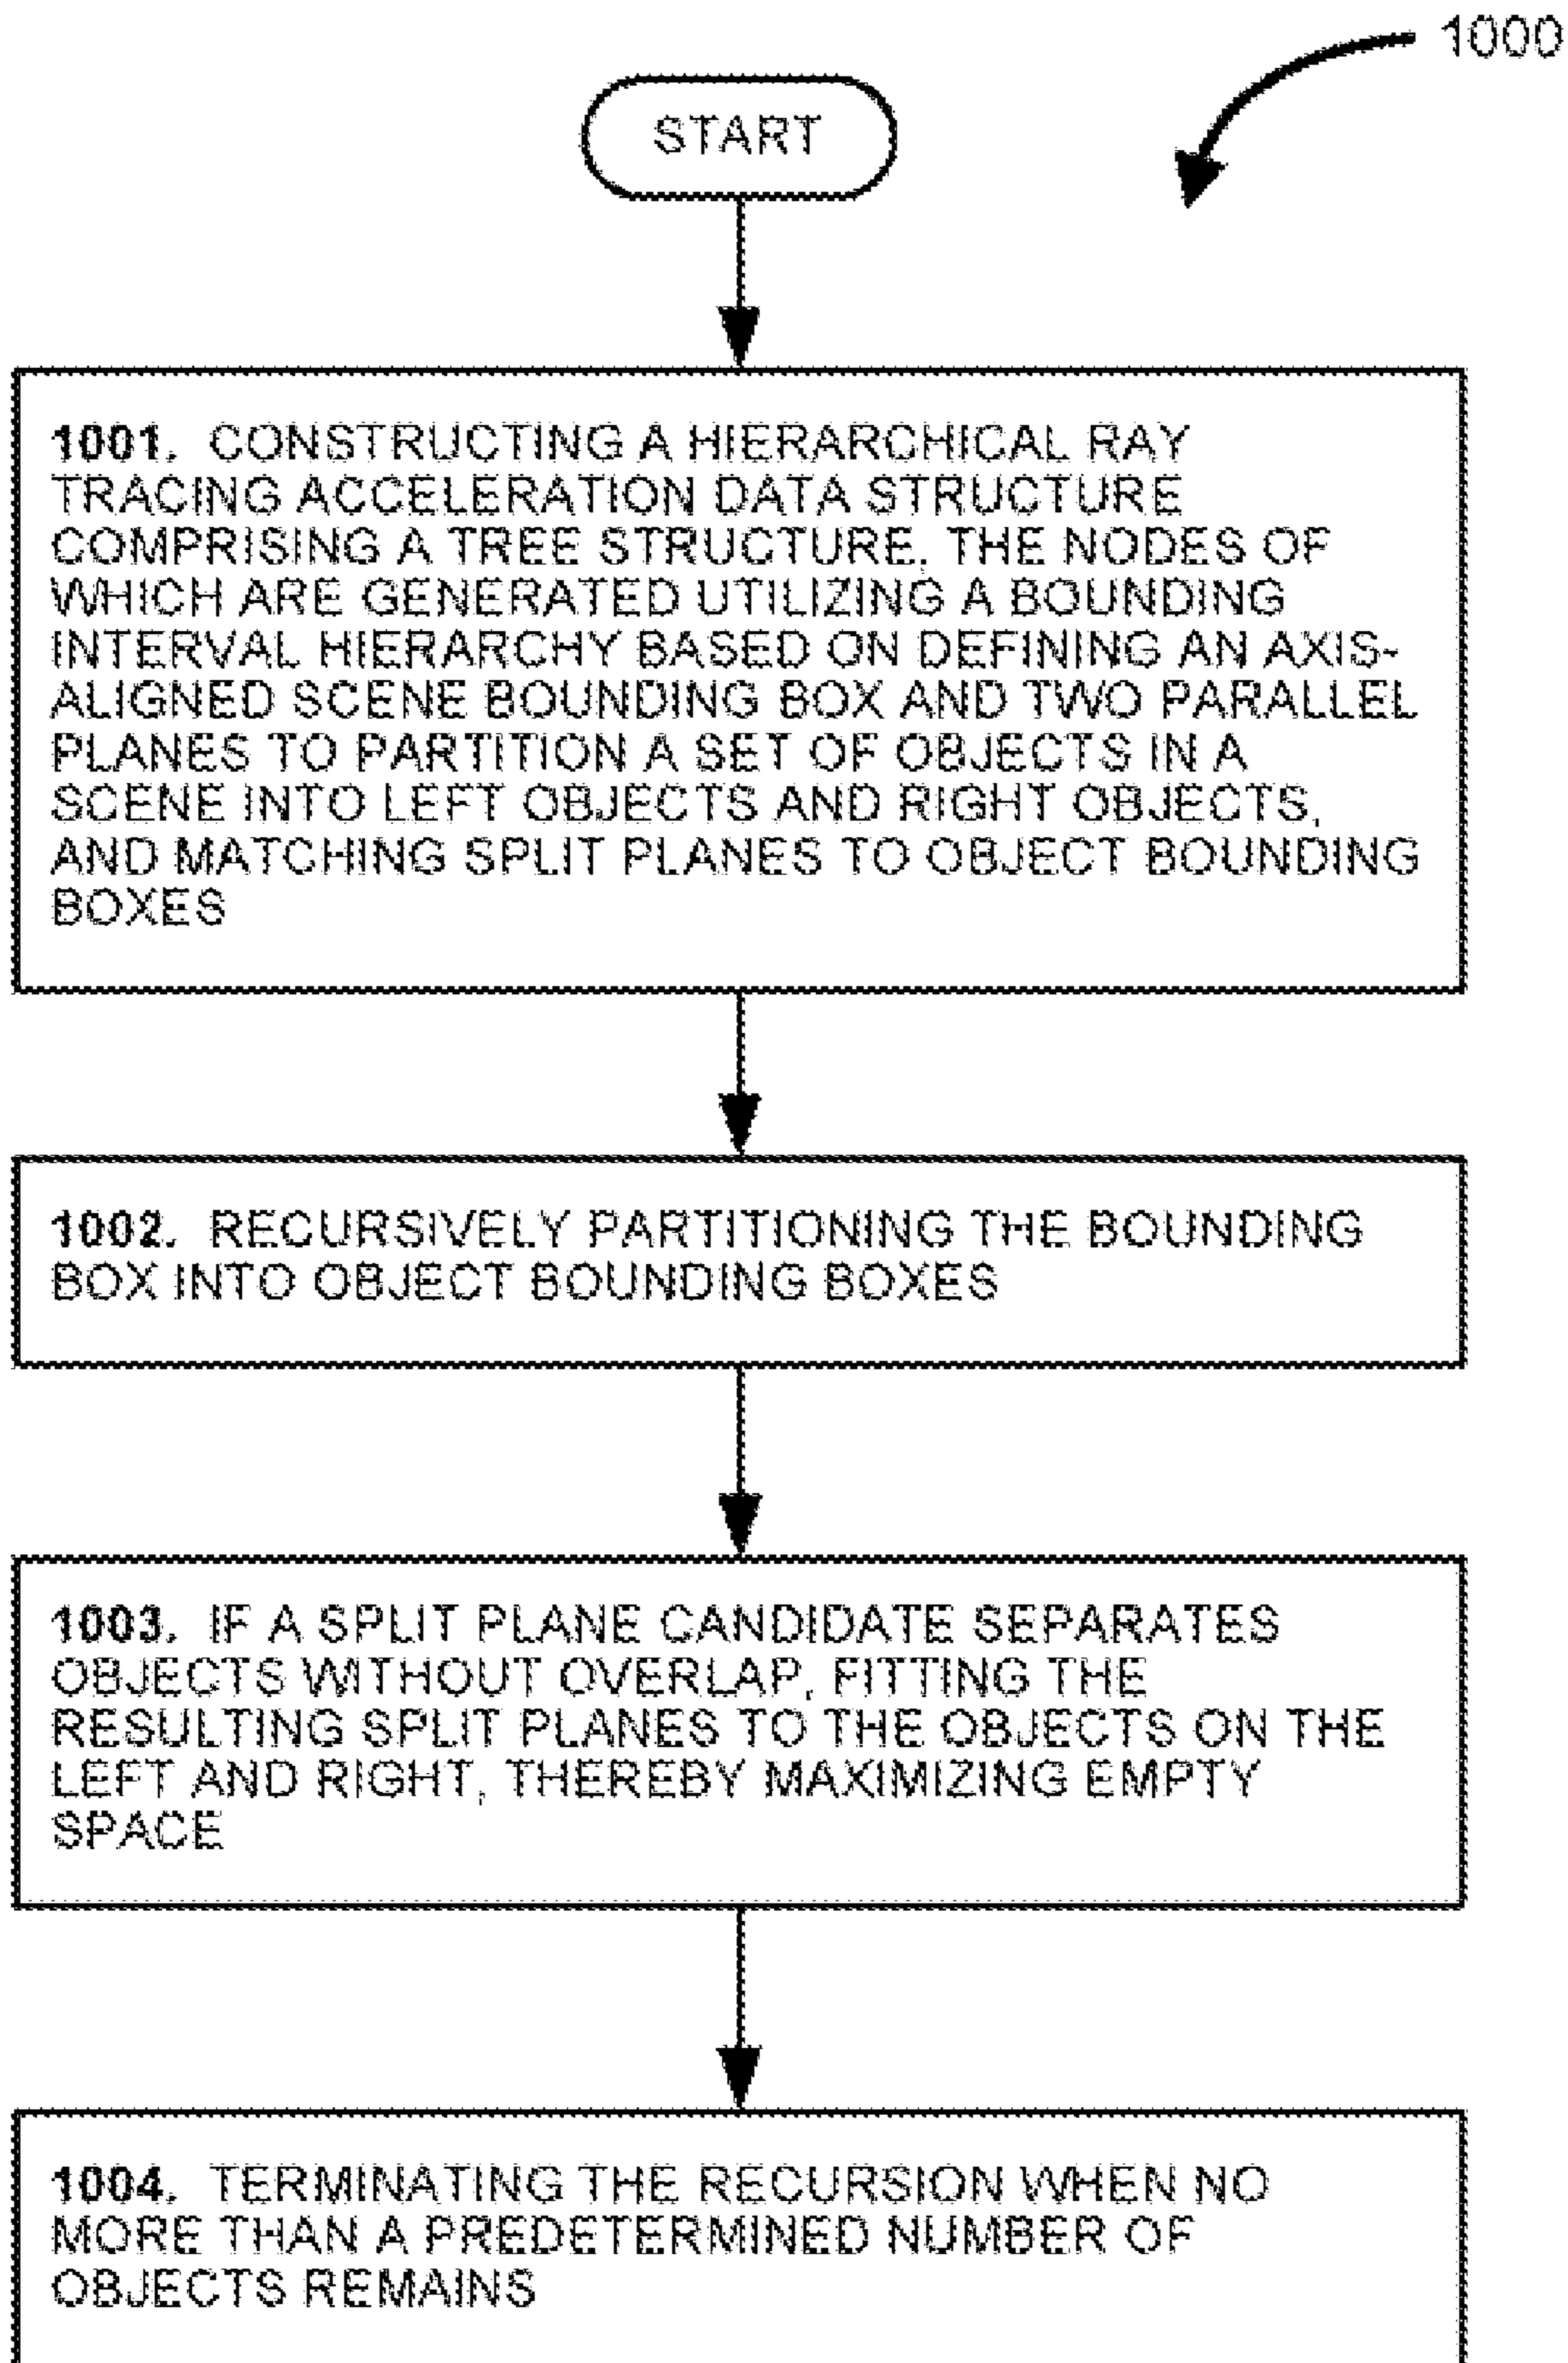 1000
START
1001. CONSTRUCTING A HIERARCHICAL RAY
TRACING ACCELERATION DATA STRUCTURE
COMPRISING A TREE STRUCTURE, THE NODES OF
WHICH ARE GENERATED UTILIZING A BOUNDING
INTERVAL HIERARCHY BASED ON DEFINING AN AXIS-
ALIGNED SCENE BOUNDING BOX AND TWO PARALLEL
PLANES TO PARTITION A SET OF OBJECTS IN A
SCENE INTO LEFT OBJECTS AND RIGHT OBJECTS,
AND MATCHING SPLIT PLANES TO OBJECT BOUNDING
BOXES
1002. RECURSIVELY PARTITIONING THE BOUNDING
BOX INTO OBJECT BOUNDING BOXES
1003. IF A SPLIT PLANE CANDIDATE SEPARATES
OBJECTS WITHOUT OVERLAP, FITTING THE
RESULTING SPLIT PLANES TO THE OBJECTS ON THE
LEFT AND RIGHT, THEREBY MAXIMIZING EMPTY
SPACE
1004. TERMINATING THE RECURSION WHEN NO
MORE THAN A PREDETERMINED NUMBER OF
OBJECTS REMAINS